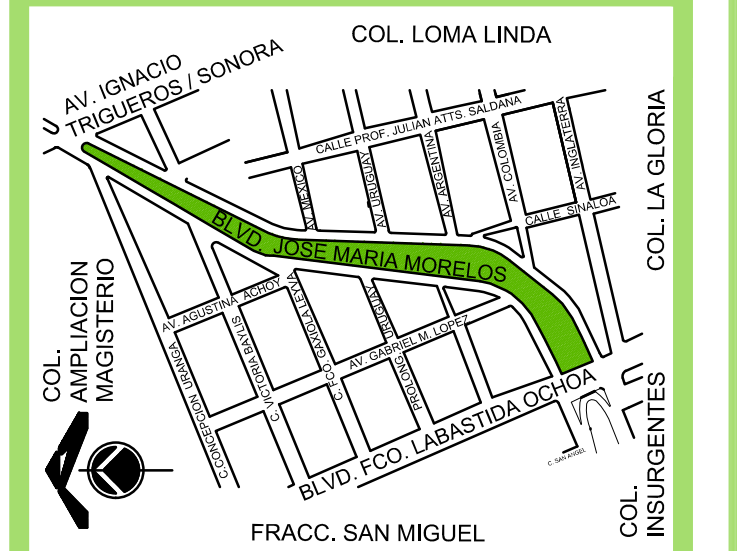 COL. LOMA LINDA
AV. IGNACIO
TRIGUEROS / SONORA
CALLE PROF. JULIAN ATTS. SALDANA
COL. LA GLORIA
AV. MEXICO
AV. URUGUAY
AV. ARGENTINA
AV. COLOMBIA
AV. INGLATERRA
CALLE SINALOA
BLVD. JOSE MARIA MORELOS
COL.
AMPLIACION
MAGISTERIO
AV. AGUSTINA ACHOY
C.CONCEPCION URANGA
C. VICTORIA BAYLIS
C. FCO. GAXIOLA LEYVA
PROLONG. URUGUAY
AV. GABRIEL M. LOPEZ
BLVD. FCO. LABASTIDA OCHOA
C. SAN ANGEL
COL.
INSURGENTES
FRACC. SAN MIGUEL